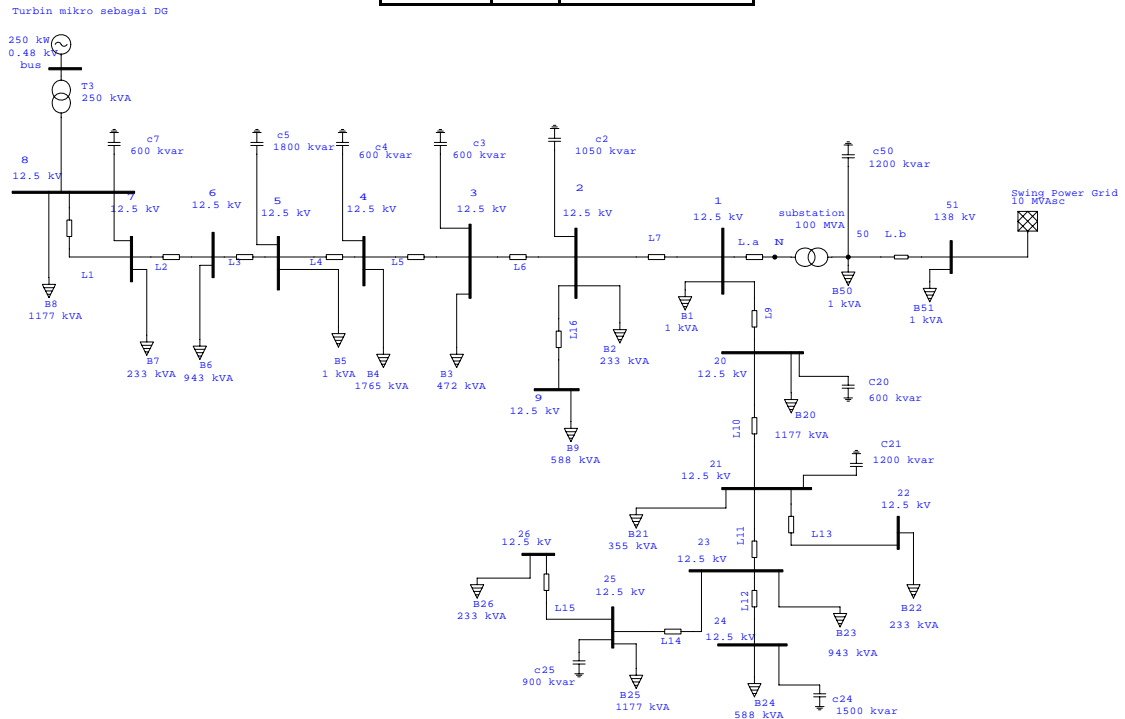 Turbin mikro sebagai DG
250 kW
0.48 kV
bus
T3
250 kVA
8
12.5 kV
c7
600 kvar
7
12.5 kV
6
12.5 kV
c5
1800 kvar
5
12.5 kV
c4
600 kvar
4
12.5 kV
c3
600 kvar
3
12.5 kV
c2
1050 kvar
2
12.5 kV
1
12.5 kV
substation
100 MVA
c50
1200 kvar
50
51
138 kV
Swing Power Grid
10 MVAsc
L1
L2
L3
L4
L5
L6
L7
L.a
N
L.b
B8
1177 kVA
B7
233 kVA
B6
943 kVA
B5
1 kVA
B4
1765 kVA
B3
472 kVA
L16
B2
233 kVA
9
12.5 kV
B9
588 kVA
B1
1 kVA
L9
B50
1 kVA
B51
1 kVA
20
12.5 kV
C20
600 kvar
B20
1177 kVA
L10
C21
1200 kvar
21
12.5 kV
22
12.5 kV
B21
355 kVA
L11
L13
B22
233 kVA
23
12.5 kV
26
12.5 kV
B26
233 kVA
L15
25
12.5 kV
L12
24
12.5 kV
B23
943 kVA
L14
c25
900 kvar
B25
1177 kVA
B24
588 kVA
c24
1500 kvar